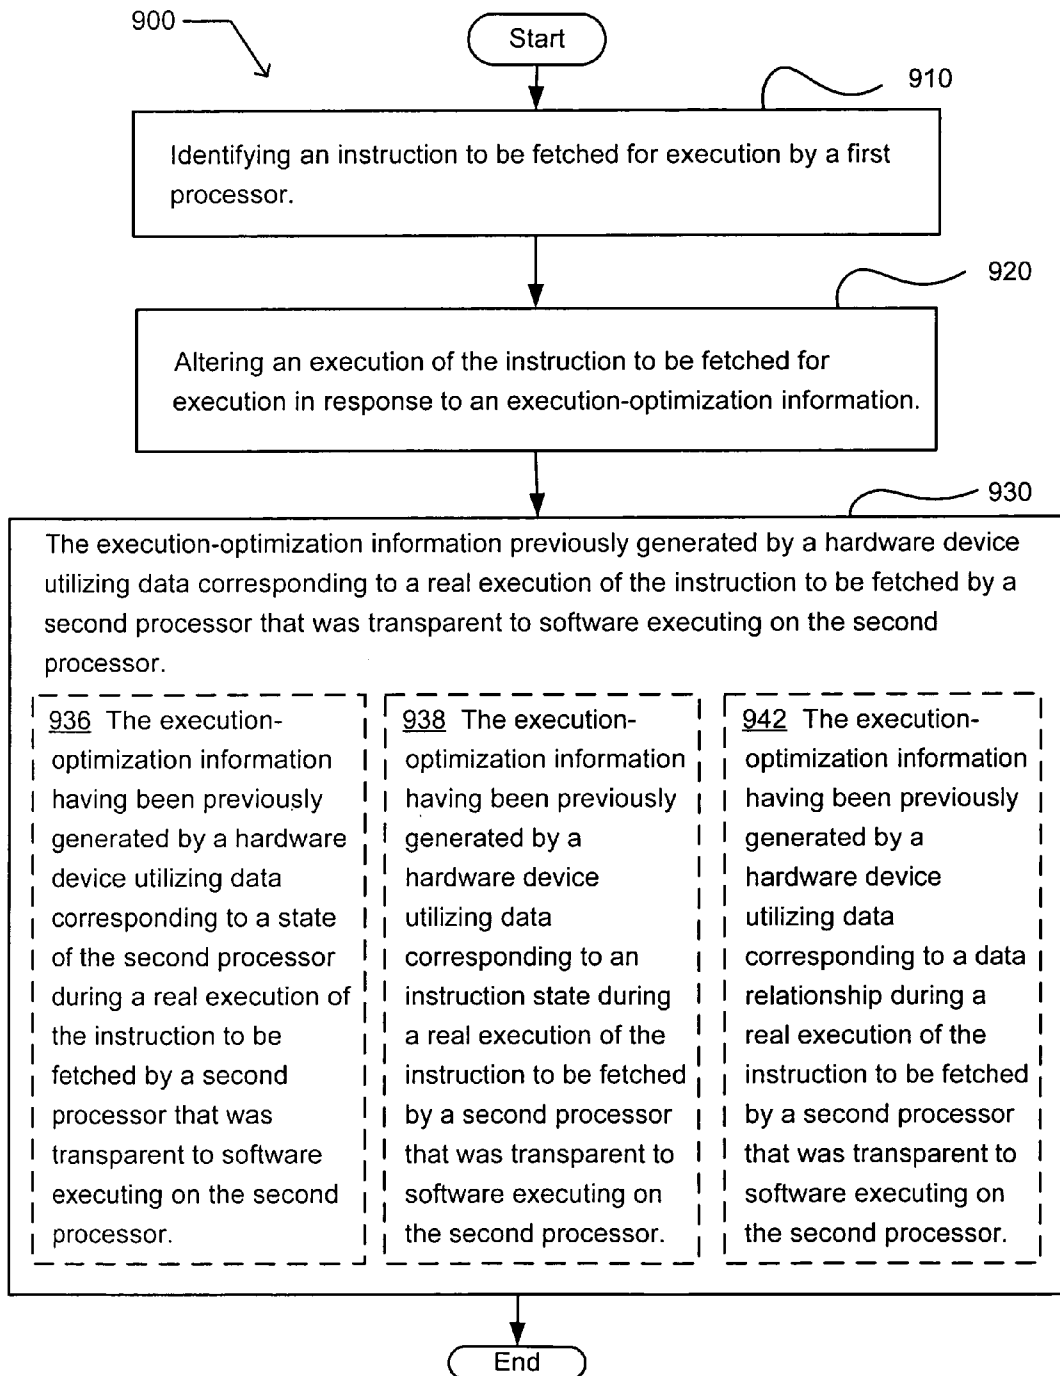 900
Start
910
Identifying an instruction to be fetched for execution by a first
processor.
920
Altering an execution of the instruction to be fetched for
execution in response to an execution-optimization information.
930
The execution-optimization information previously generated by a hardware device
utilizing data corresponding to a real execution of the instruction to be fetched by a
second processor that was transparent to software executing on the second
processor.
936 The execution-
optimization information
having been previously
generated by a hardware
device utilizing data
corresponding to a state
of the second processor
during a real execution of
the instruction to be
fetched by a second
processor that was
transparent to software
executing on the second
processor.
938 The execution-
optimization information
having been previously
generated by a
hardware device
utilizing data
corresponding to an
instruction state during
a real execution of the
instruction to be fetched
by a second processor
that was transparent to
software executing on
the second processor.
942 The execution-
optimization information
having been previously
generated by a
hardware device
utilizing data
corresponding to a data
relationship during a
real execution of the
instruction to be fetched
by a second processor
that was transparent to
software executing on
the second processor.
End